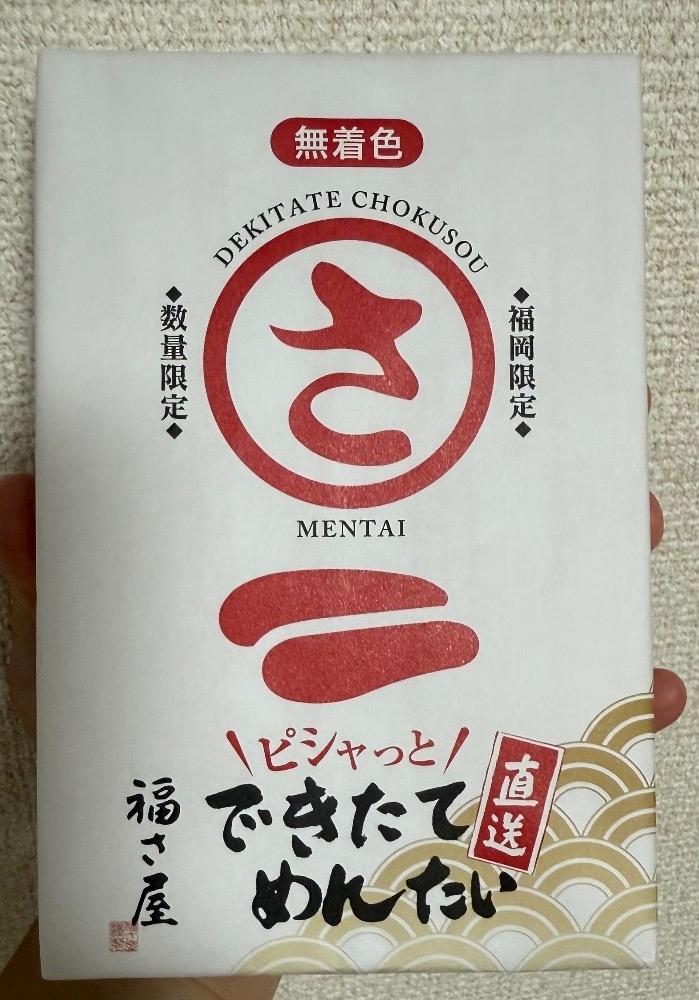 無着色
DEKITATE CHOKUSOU
さ
◆福岡限定◆
◆数量限定◆
MENTAI
\ピシャっと/
できたて
直送
めんたい
福さ屋